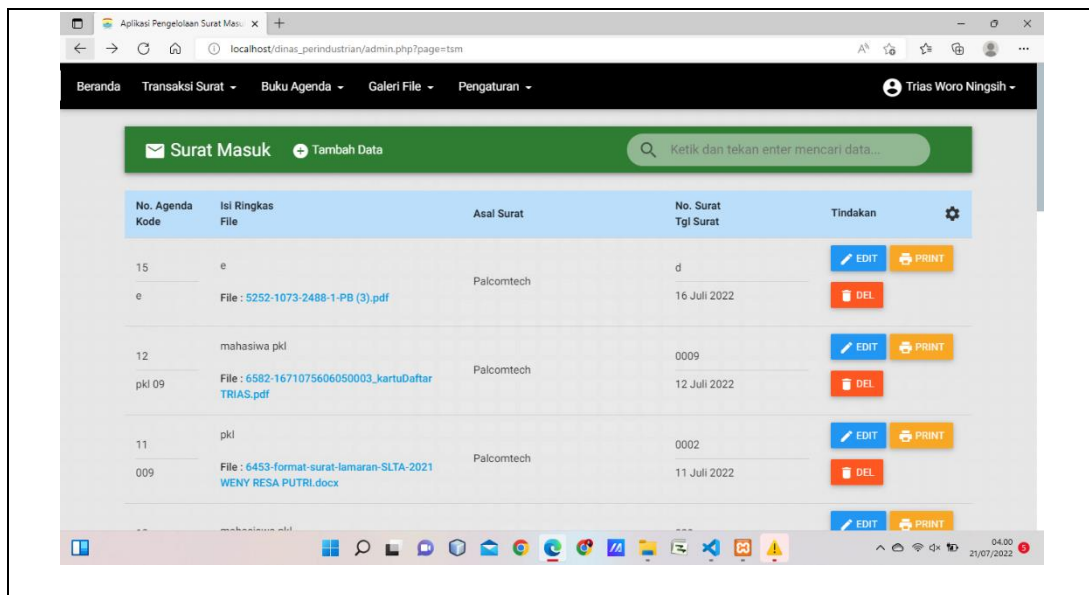 Aplikasi Pengelolaan Surat Masu
localhost/dinas_perindustrian/admin.php?page=tsm
Beranda Transaksi Surat Buku Agenda Galeri File Pengaturan Trias Woro Ningsih
Surat Masuk Tambah Data Ketik dan tekan enter mencari data...
No. Agenda Isi Ringkas Asal Surat No. Surat Tindakan
Kode File Tgl Surat
15 e Palcomtech d EDIT PRINT
e File : 5252-1073-2488-1-PB (3).pdf 16 Juli 2022 DEL
12 mahasiwa pkl Palcomtech 0009 EDIT PRINT
pkl 09 File : 6582-1671075606050003_kartuDaftar 12 Juli 2022 DEL
TRIAS.pdf
11 pkl Palcomtech 0002 EDIT PRINT
009 File : 6453-format-surat-lamaran-SLTA-2021 11 Juli 2022 DEL
WENY RESA PUTRI.docx
EDIT PRINT
04.00
21/07/2022 5